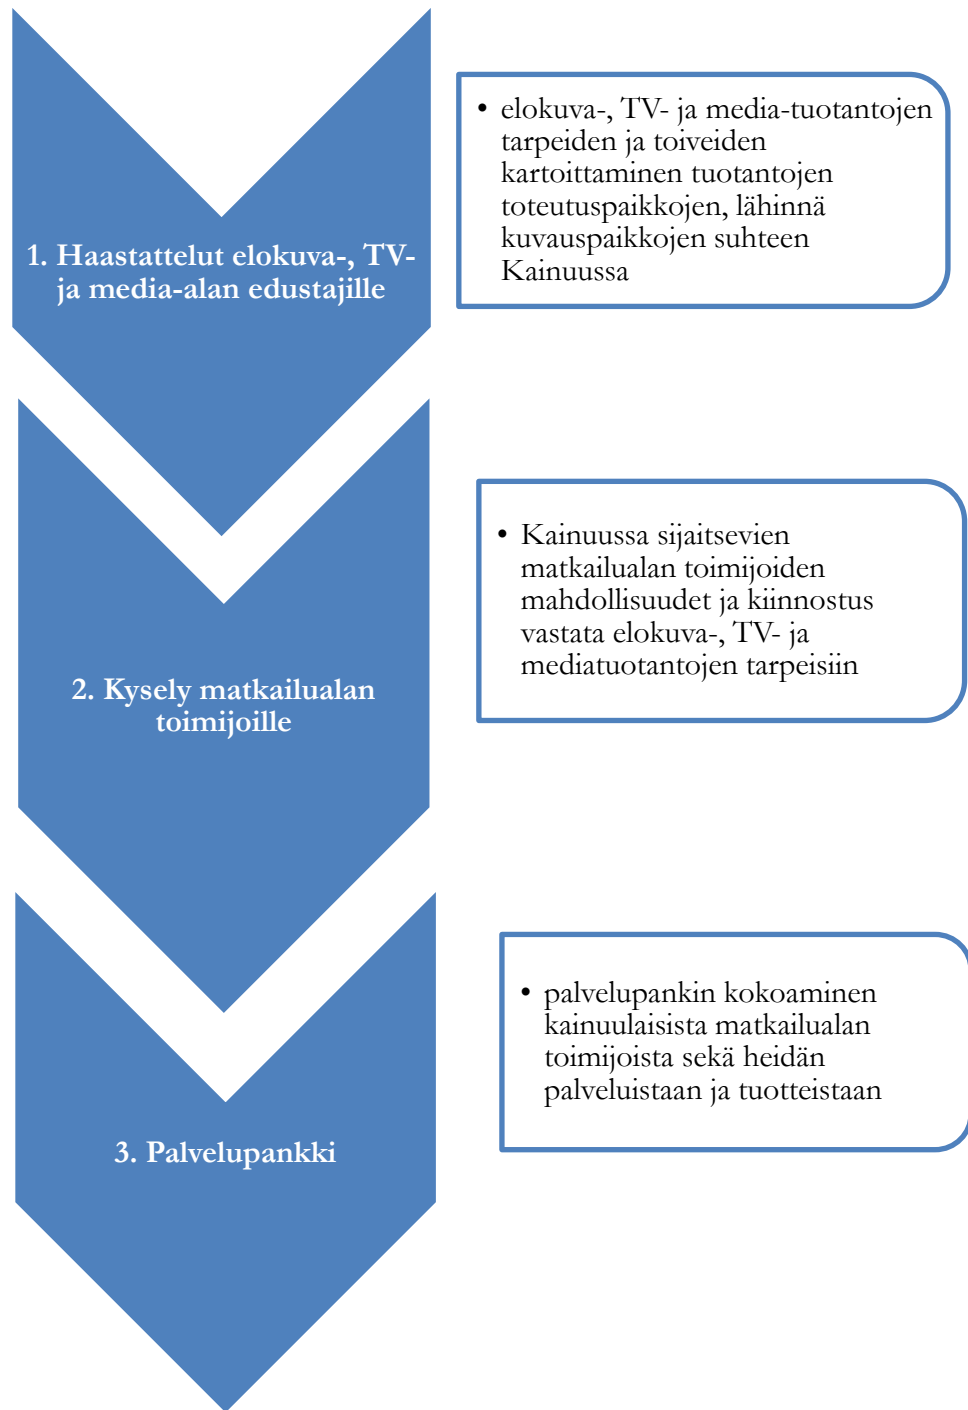 1. Haastattelut elokuva-, TV-
ja media-alan edustajille
• elokuva-, TV- ja media-tuotantojen
tarpeiden ja toiveiden
kartoittaminen tuotantojen
toteutuspaikkojen, lähinnä
kuvauspaikkojen suhteen
Kainuussa
2. Kysely matkailualan
toimijoille
• Kainuussa sijaitsevien
matkailualan toimijoiden
mahdollisuudet ja kiinnostus
vastata elokuva-, TV- ja
mediatuotantojen tarpeisiin
3. Palvelupankki
• palvelupankin kokoaminen
kainuulaisista matkailualan
toimijoista sekä heidän
palveluistaan ja tuotteistaan